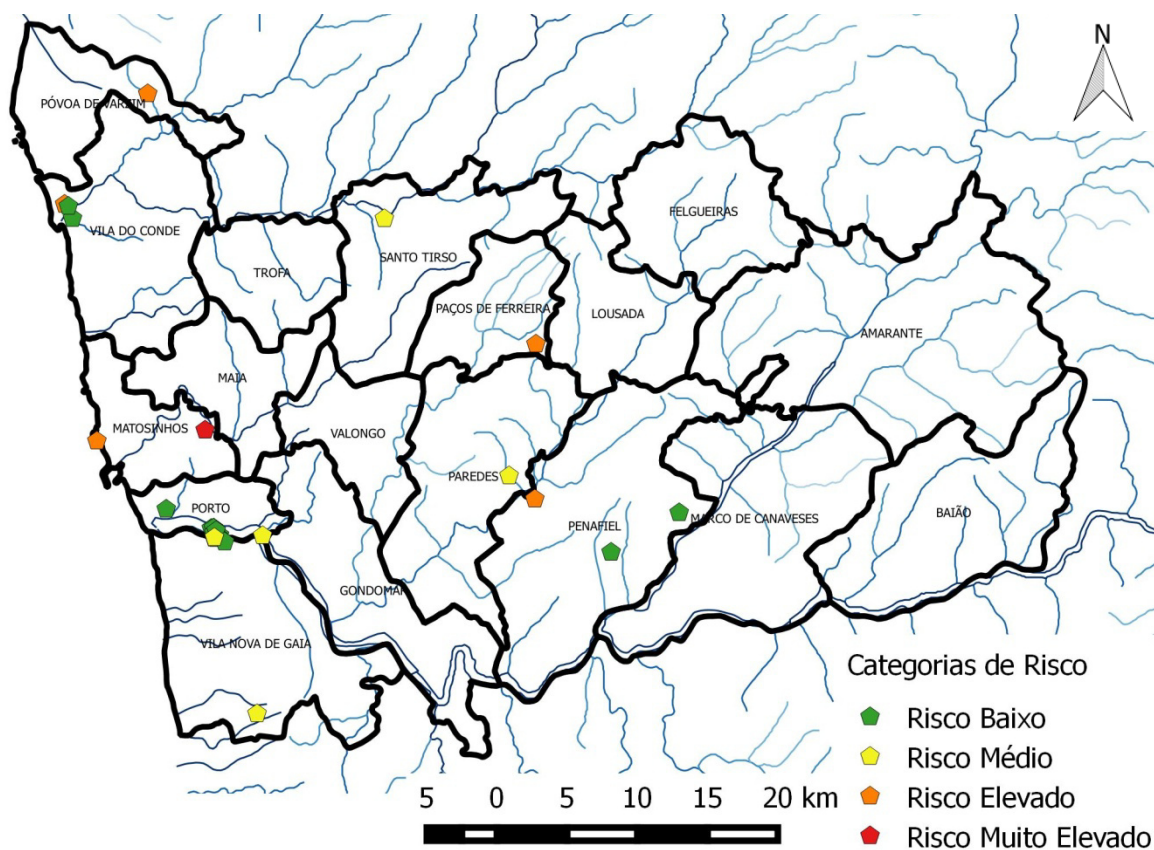 N
PÓVOA DE VARZIM
VILA DO CONDE
TROFA
SANTO TIRSO
FELGUEIRAS
PAÇOS DE FERREIRA
LOUSADA
AMARANTE
MAIA
MATOSINHOS
VALONGO
PAREDES
PORTO
PENAFIEL
MARCO DE CANAVESES
BAIÃO
GONDOMAR
VILA NOVA DE GAIA
Categorias de Risco
Risco Baixo
Risco Médio
Risco Elevado
Risco Muito Elevado
5 0 5 10 15 20 km